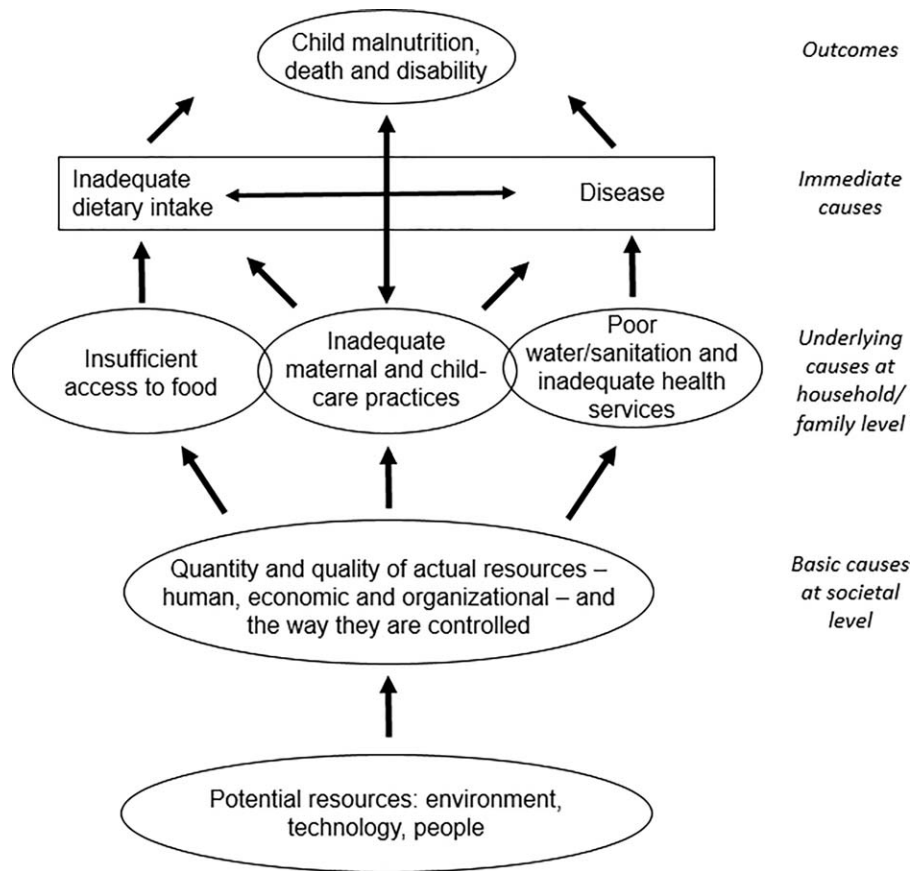 Child malnutrition,
death and disability
Outcomes
Inadequate
dietary intake
Disease
Immediate
causes
Insufficient
access to food
Inadequate
maternal and child-
care practices
Poor
water/sanitation and
inadequate health
services
Underlying
causes at
household/
family level
Quantity and quality of actual resources –
human, economic and organizational – and
the way they are controlled
Basic causes
at societal
level
Potential resources: environment,
technology, people